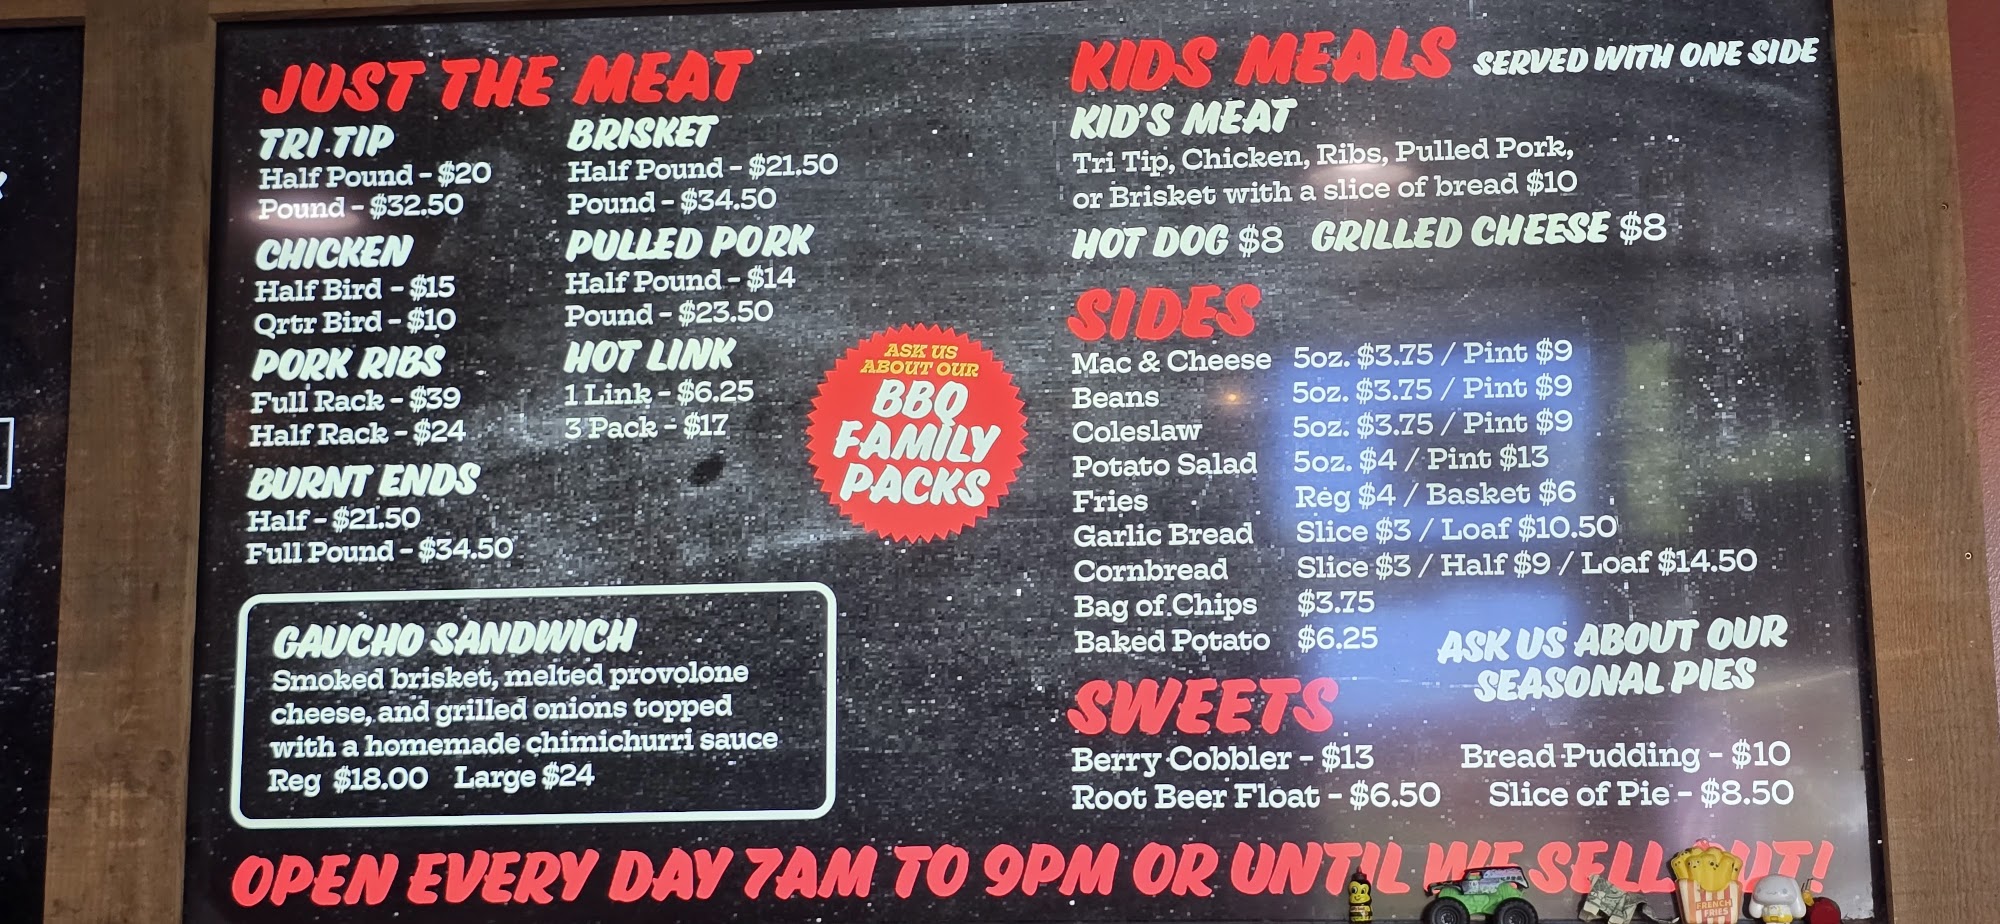 JUST THE MEAT
TRI TIP
Half Pound - $20
Pound - $32.50
CHICKEN
Half Bird - $15
Qrtr Bird - $10
PORK RIBS
Full Rack - $39
Half Rack - $24
BURNT ENDS
Half - $21.50
Full Pound - $34.50
BRISKET
Half Pound - $21.50
Pound - $34.50
PULLED PORK
Half Pound - $14
Pound - $23.50
HOT LINK
1 Link - $6.25
3 Pack - $17
ASK US
ABOUT OUR
BBQ
FAMILY
PACKS
GAUCHO SANDWICH
Smoked brisket, melted provolone
cheese, and grilled onions topped
with a homemade chimichurri sauce
Reg $18.00 Large $24
KIDS MEALS SERVED WITH ONE SIDE
KID'S MEAT
Tri Tip, Chicken, Ribs, Pulled Pork,
or Brisket with a slice of bread $10
HOT DOG $8 GRILLED CHEESE $8
SIDES
Mac & Cheese 5oz. $3.75 / Pint $9
Beans 5oz. $3.75 / Pint $9
Coleslaw 5oz. $3.75 / Pint $9
Potato Salad 5oz. $4 / Pint $13
Fries Reg $4 / Basket $6
Garlic Bread Slice $3 / Loaf $10.50
Cornbread Slice $3 / Half $9 / Loaf $14.50
Bag of Chips $3.75
Baked Potato $6.25
ASK US ABOUT OUR
SEASONAL PIES
SWEETS
Berry Cobbler - $13 Bread Pudding - $10
Root Beer Float - $6.50 Slice of Pie - $8.50
OPEN EVERY DAY 7AM TO 9PM OR UNTIL WE SELL OUT!
FRENCH
FRIES